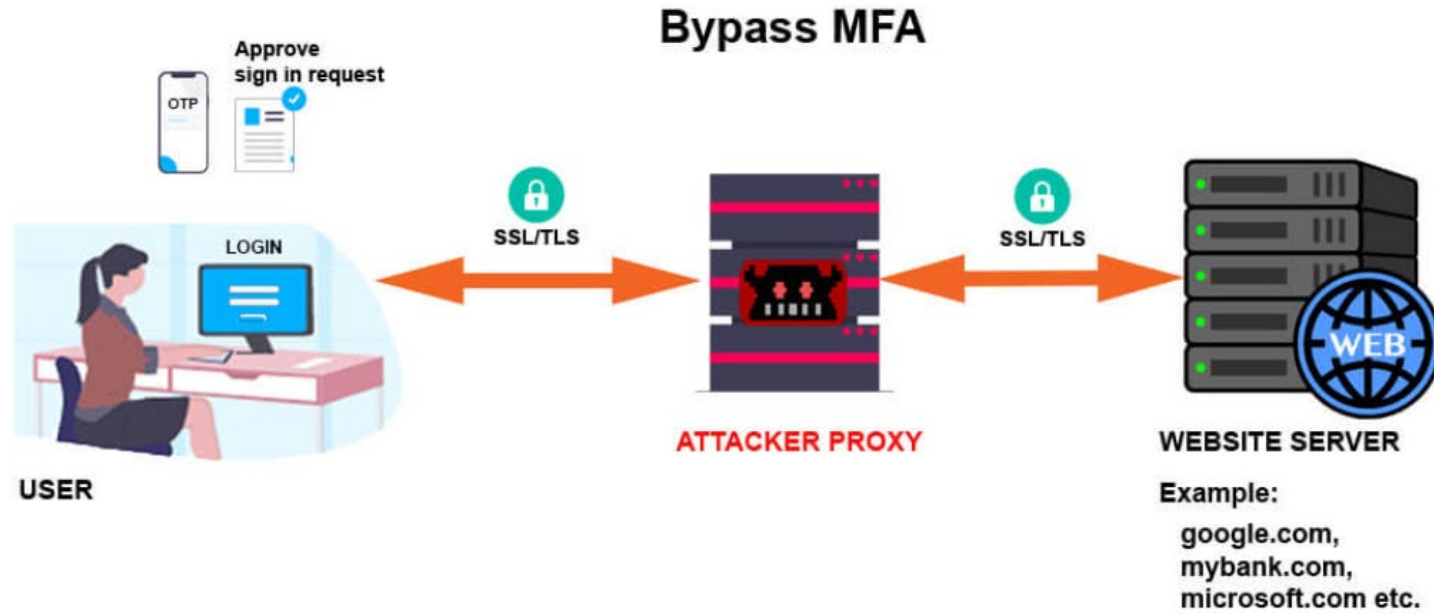 Bypass MFA
Approve
sign in request
OTP
LOGIN
SSL/TLS
SSL/TLS
WEB
ATTACKER PROXY
WEBSITE SERVER
USER
Example:
google.com,
mybank.com,
microsoft.com etc.